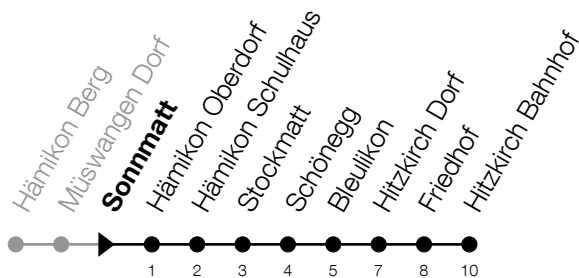 Hämikon Berg
Müswangen Dorf
Sonnmatt
Hämikon Oberdorf
Hämikon Schulhaus
Stockmatt
Schönegg
Bleulikon
Hitzkirch Dorf
Friedhof
Hitzkirch Bahnhof
1 2 3 4 5 7 8 10